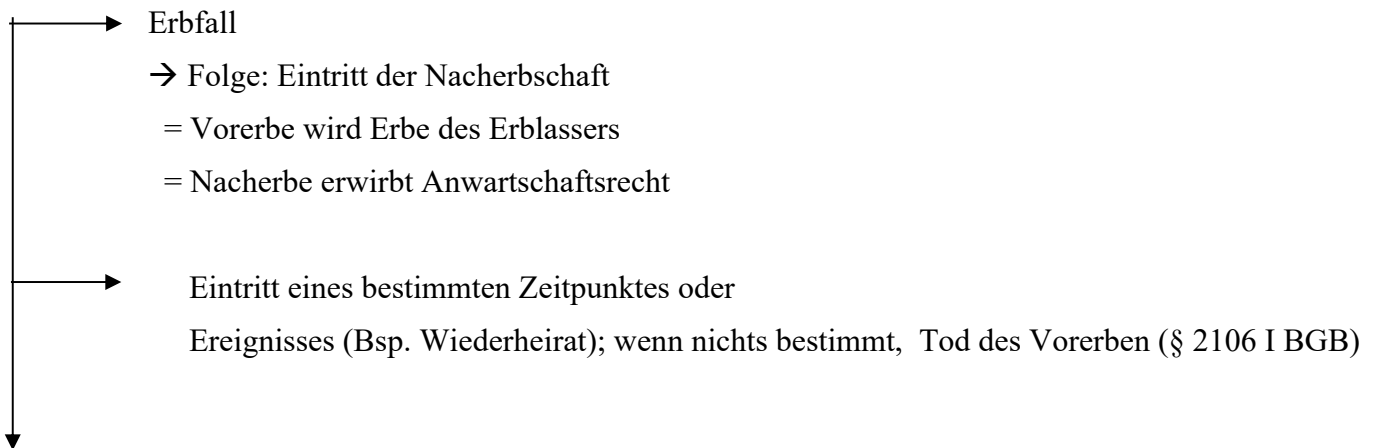 Erbfall
→ Folge: Eintritt der Nacherbschaft
= Vorerbe wird Erbe des Erblassers
= Nacherbe erwirbt Anwartschaftsrecht
Eintritt eines bestimmten Zeitpunktes oder
Ereignisses (Bsp. Wiederheirat); wenn nichts bestimmt, Tod des Vorerben (§ 2106 I BGB)